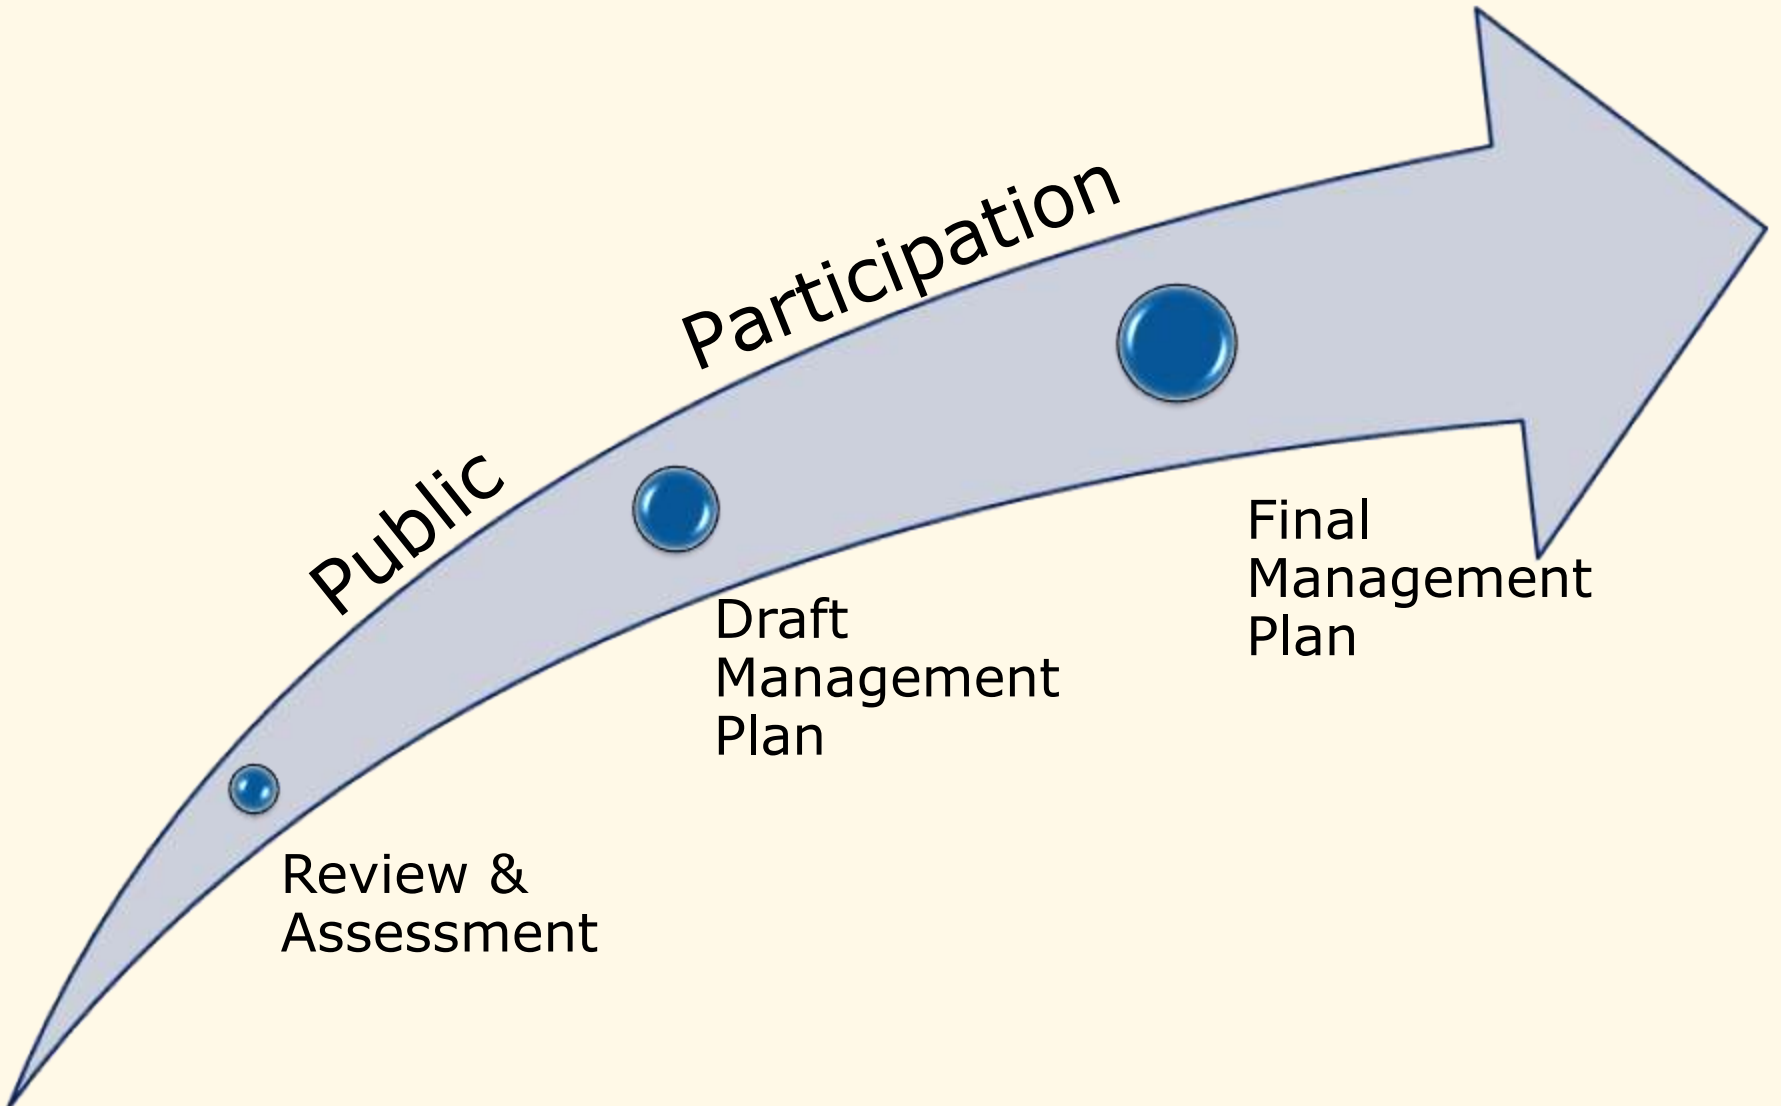 Public Participation
Review &
Assessment
Draft
Management
Plan
Final
Management
Plan